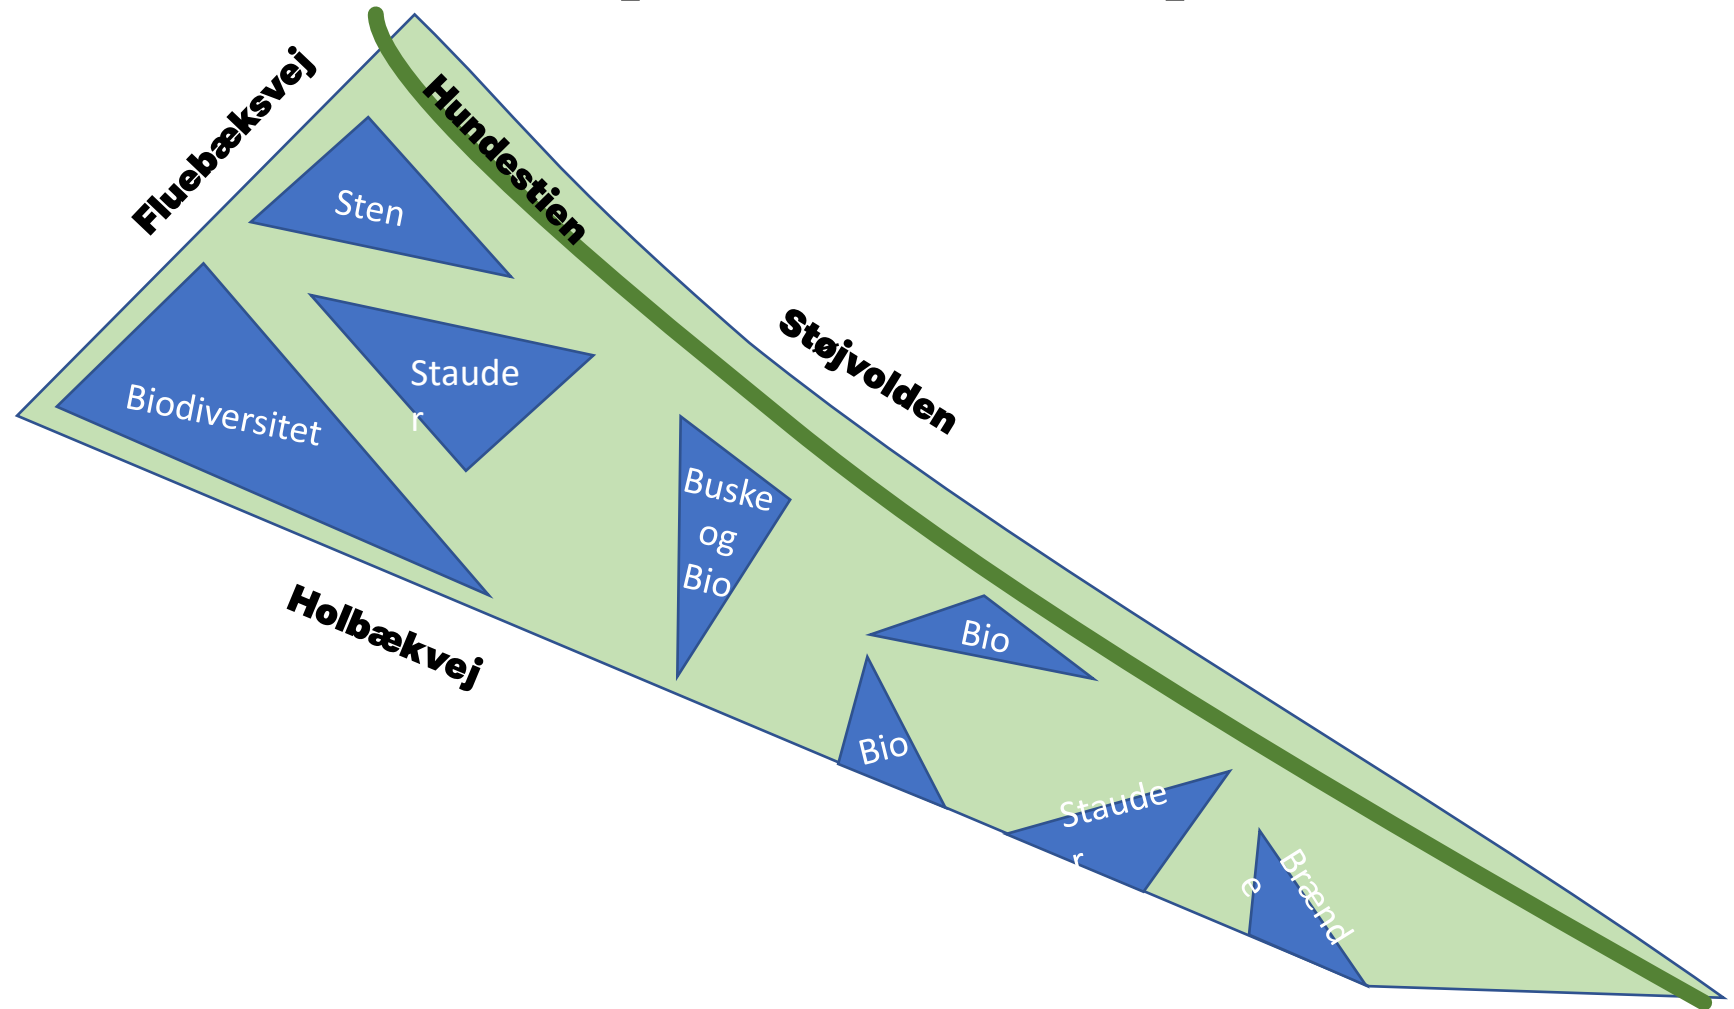 Fluebæksvej
Hundestien
Sten
Støjvolden
Staude
r
Biodiversitet
Buske
og
Bio
Holbækvej
Bio
Bio
Staude
r
Brænd
e